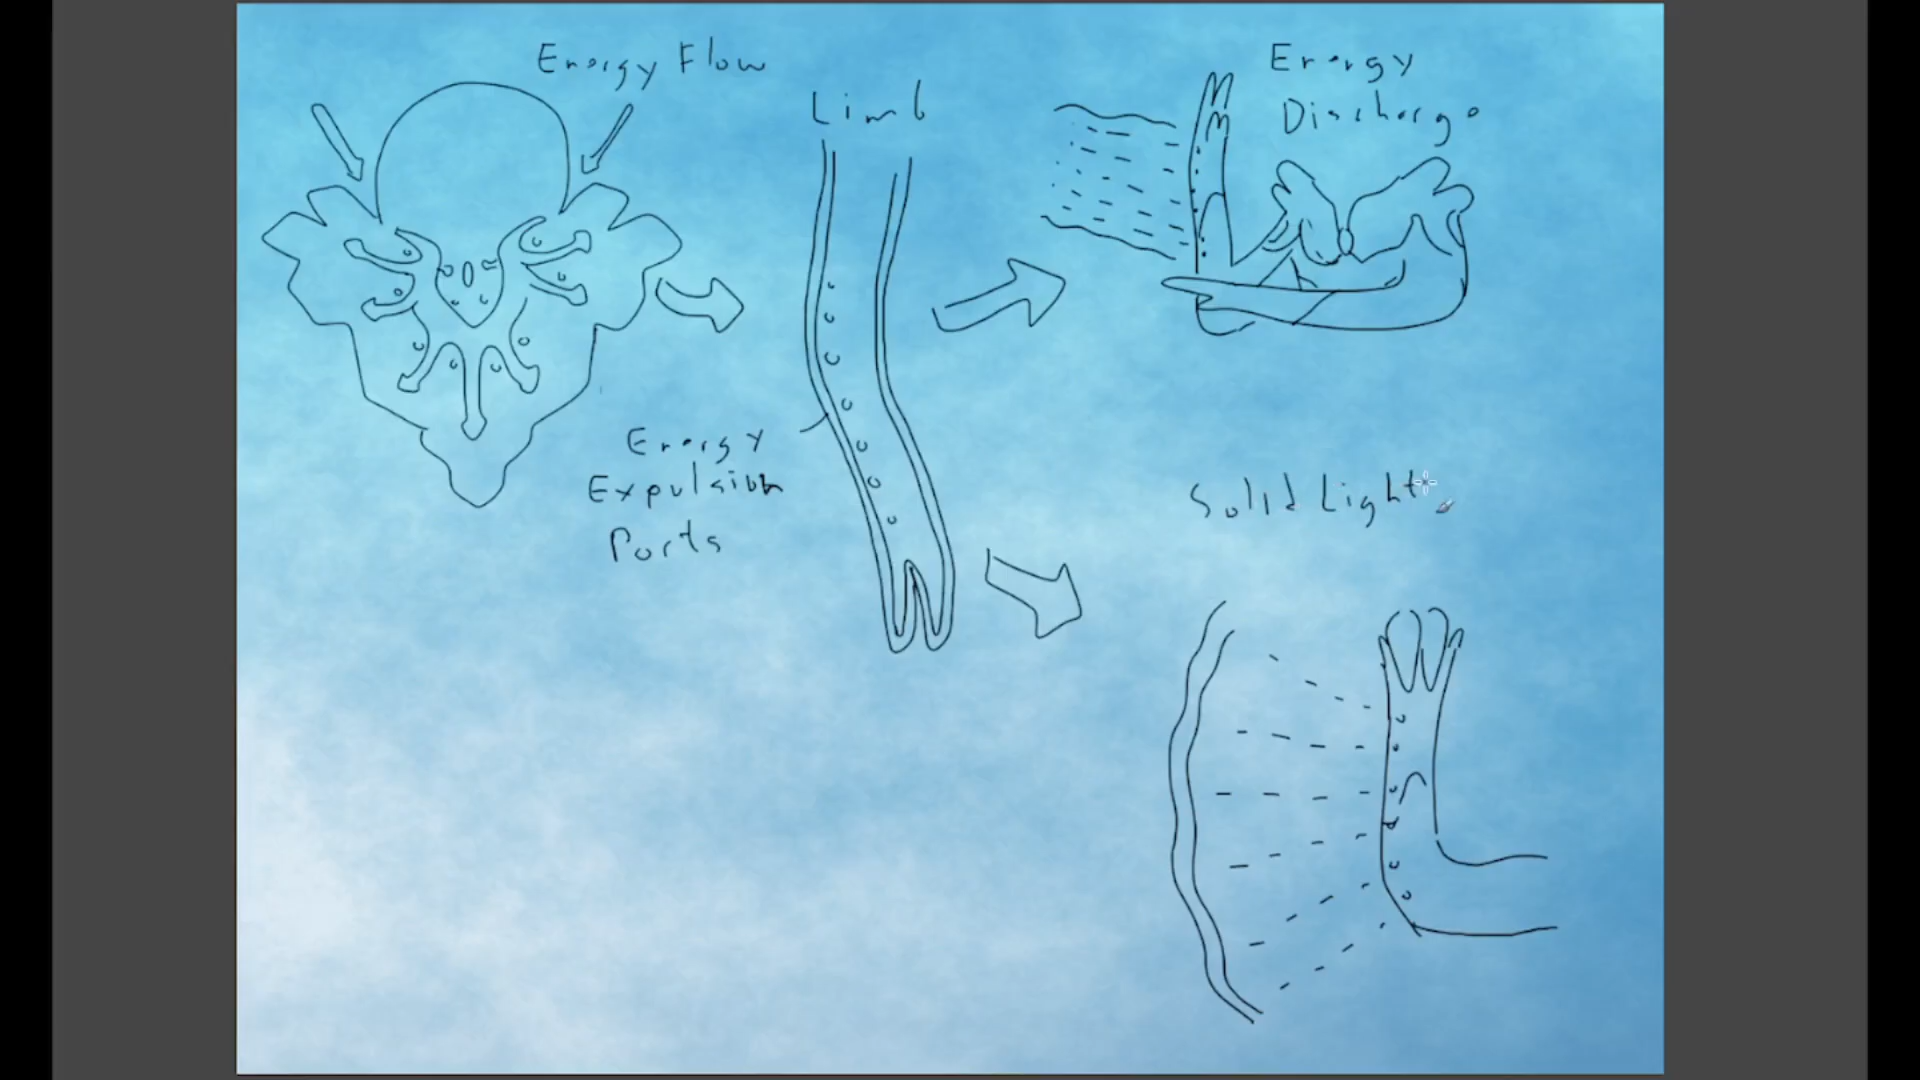 Energy Flow
Limb
Energy
Discharge
Energy
Expulsion
Ports
Solid Light